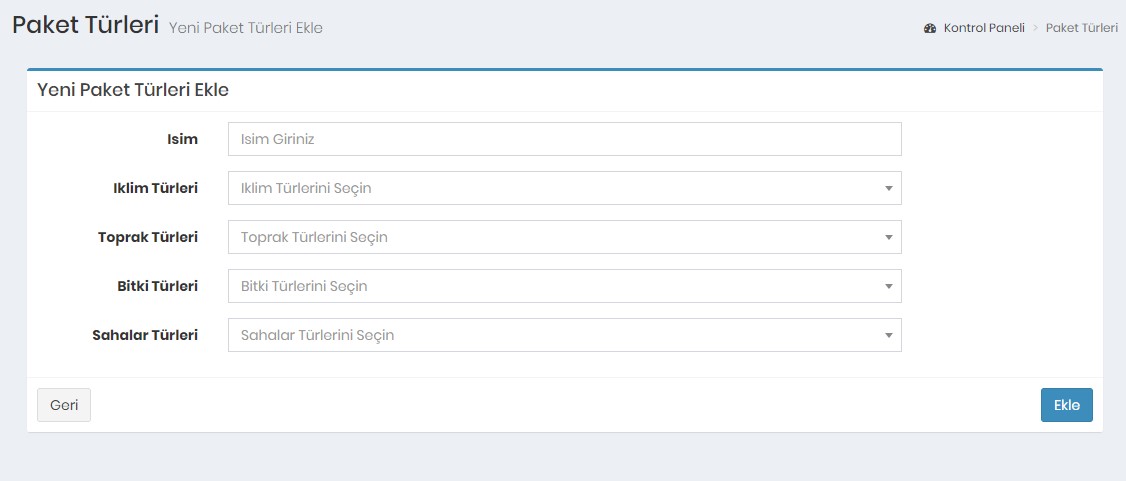 Paket Türleri Yeni Paket Türleri Ekle
Kontrol Paneli > Paket Türleri
Yeni Paket Türleri Ekle
Isim Isim Giriniz
Iklim Türleri Iklim Türlerini Seçin
Toprak Türleri Toprak Türlerini Seçin
Bitki Türleri Bitki Türlerini Seçin
Sahalar Türleri Sahalar Türlerini Seçin
Geri Ekle